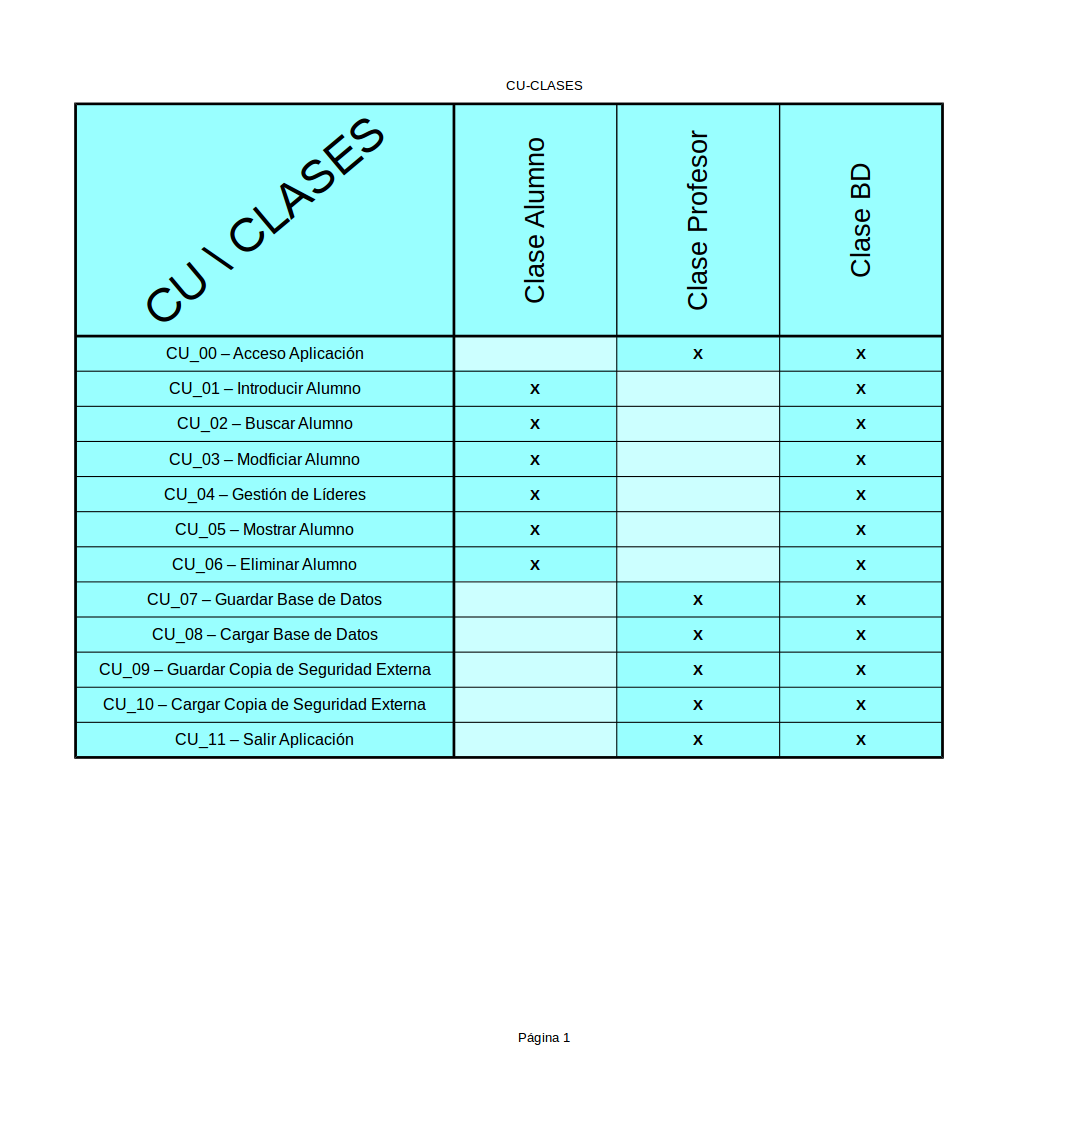 CU-CLASES
CU \ CLASES Clase Alumno Clase Profesor Clase BD
CU_00 – Acceso Aplicación X X
CU_01 – Introducir Alumno X X
CU_02 – Buscar Alumno X X
CU_03 – Modficiar Alumno X X
CU_04 – Gestión de Líderes X X
CU_05 – Mostrar Alumno X X
CU_06 – Eliminar Alumno X X
CU_07 – Guardar Base de Datos X X
CU_08 – Cargar Base de Datos X X
CU_09 – Guardar Copia de Seguridad Externa X X
CU_10 – Cargar Copia de Seguridad Externa X X
CU_11 – Salir Aplicación X X
Página 1